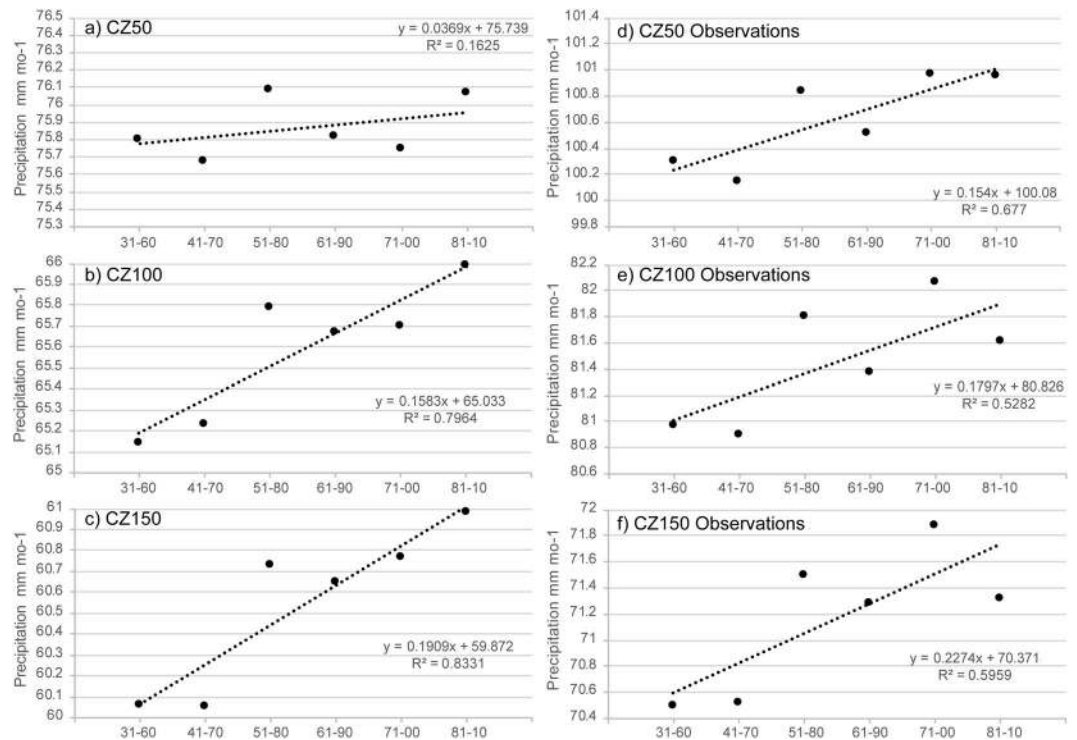 a) CZ50
y = 0.0369x + 75.739
R² = 0.1625
Precipitation mm mo-1
76.5
76.4
76.3
76.2
76.1
76
75.9
75.8
75.7
75.6
75.5
75.4
75.3
31-60 41-70 51-80 61-90 71-00 81-10
d) CZ50 Observations
y = 0.154x + 100.08
R² = 0.677
Precipitation mm mo-1
101.4
101.2
101
100.8
100.6
100.4
100.2
100
99.8
31-60 41-70 51-80 61-90 71-00 81-10
b) CZ100
y = 0.1583x + 65.033
R² = 0.7964
Precipitation mm mo-1
66
65.9
65.8
65.7
65.6
65.5
65.4
65.3
65.2
65.1
65
31-60 41-70 51-80 61-90 71-00 81-10
e) CZ100 Observations
y = 0.1797x + 80.826
R² = 0.5282
Precipitation mm mo-1
82.2
82
81.8
81.6
81.4
81.2
81
80.8
80.6
31-60 41-70 51-80 61-90 71-00 81-10
c) CZ150
y = 0.1909x + 59.872
R² = 0.8331
Precipitation mm mo-1
61
60.9
60.8
60.7
60.6
60.5
60.4
60.3
60.2
60.1
60
31-60 41-70 51-80 61-90 71-00 81-10
f) CZ150 Observations
y = 0.2274x + 70.371
R² = 0.5959
Precipitation mm mo-1
72
71.8
71.6
71.4
71.2
71
70.8
70.6
70.4
31-60 41-70 51-80 61-90 71-00 81-10